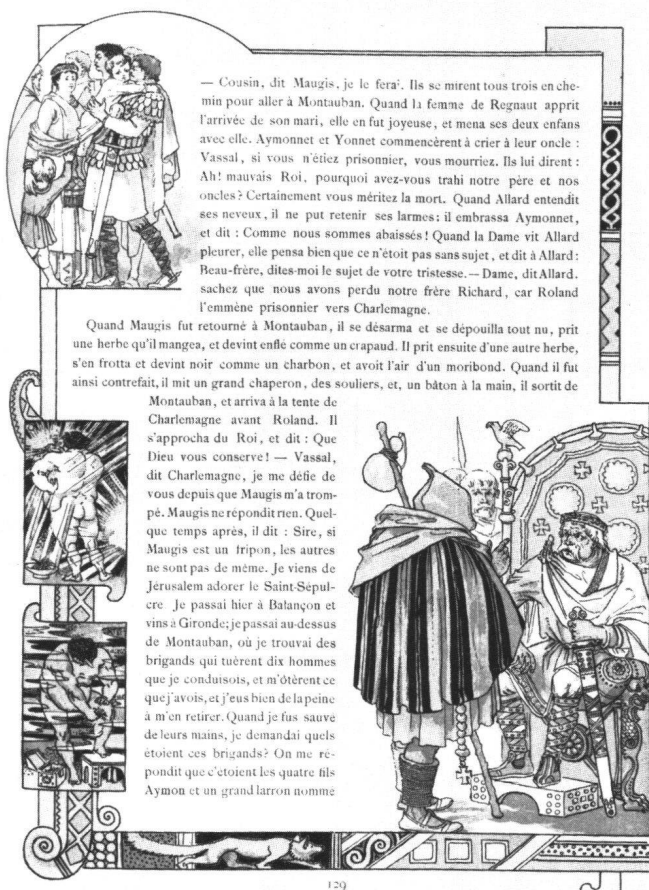 — Cousin, dit Maugis, je le ferai. Ils se mirent tous trois en che-
min pour aller à Montauban. Quand la femme de Regnaut apprit
l'arrivée de son mari, elle en fut joyeuse, et mena ses deux enfans
avec elle. Aymonnet et Yonnet commencèrent à crier à leur oncle :
Vassal, si vous n'étiez prisonnier, vous mourriez. Ils lui dirent :
Ah! mauvais Roi, pourquoi avez-vous trahi notre père et nos
oncles? Certainement vous méritez la mort. Quand Allard entendit
ses neveux, il ne put retenir ses larmes: il embrassa Aymonnet,
et dit : Comme nous sommes abaissés! Quand la Dame vit Allard
pleurer, elle pensa bien que ce n'étoit pas sans sujet, et dit à Allard:
Beau-frère, dites-moi le sujet de votre tristesse. — Dame, dit Allard.
sachez que nous avons perdu notre frère Richard, car Roland
l'emmène prisonnier vers Charlemagne.
Quand Maugis fut retourné à Montauban, il se désarma et se dépouilla tout nu, prit
une herbe qu'il mangea, et devint enflé comme un crapaud. Il prit ensuite d'une autre herbe,
s'en frotta et devint noir comme un charbon, et avoit l'air d'un moribond. Quand il fut
ainsi contrefait, il mit un grand chaperon, des souliers, et, un bâton à la main, il sortit de
Montauban, et arriva à la tente de
Charlemagne avant Roland. Il
s'approcha du Roi, et dit : Que
Dieu vous conserve! — Vassal,
dit Charlemagne, je me défie de
vous depuis que Maugis m'a trom-
pé. Maugis ne répondit rien. Quel-
que temps après, il dit : Sire, si
Maugis est un fripon, les autres
ne sont pas de même. Je viens de
Jérusalem adorer le Saint-Sépul-
cre Je passai hier à Balançon et
vins à Gironde; je passai au-dessus
de Montauban, où je trouvai des
brigands qui tuèrent dix hommes
que je conduisois, et m'ôtèrent ce
que j'avois, et j'eus bien de la peine
à m'en retirer. Quand je fus sauvé
de leurs mains, je demandai quels
étoient ces brigands? On me ré-
pondit que c'étoient les quatre fils
Aymon et un grand larron nommé
129